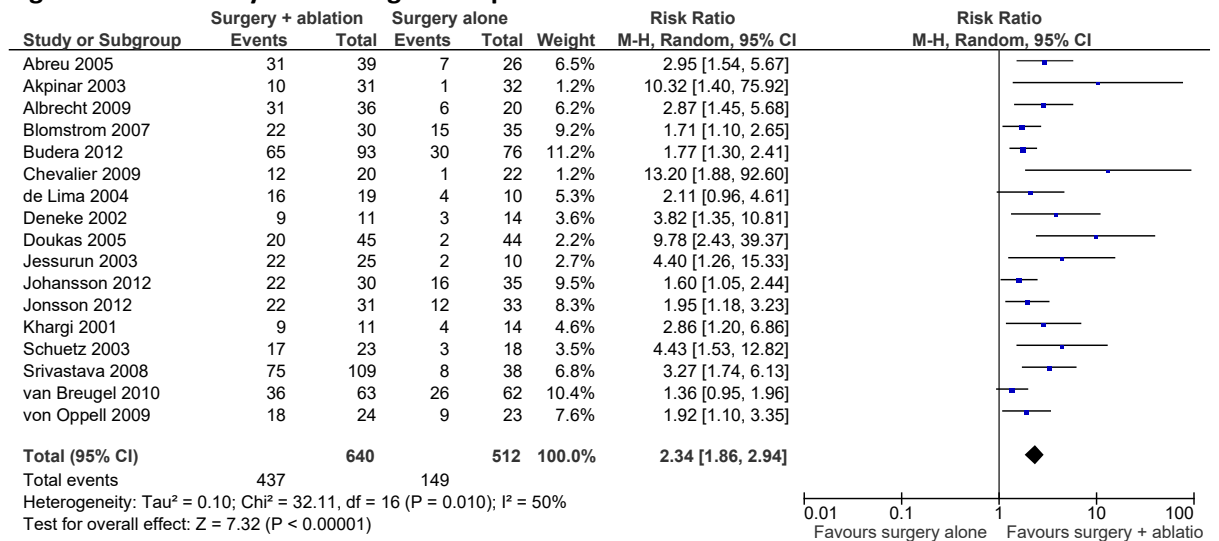 Surgery + ablation Surgery alone Risk Ratio Risk Ratio
Study or Subgroup Events Total Events Total Weight M-H, Random, 95% CI M-H, Random, 95% CI
Abreu 2005 31 39 7 26 6.5% 2.95 [1.54, 5.67]
Akpinar 2003 10 31 1 32 1.2% 10.32 [1.40, 75.92]
Albrecht 2009 31 36 6 20 6.2% 2.87 [1.45, 5.68]
Blomstrom 2007 22 30 15 35 9.2% 1.71 [1.10, 2.65]
Budera 2012 65 93 30 76 11.2% 1.77 [1.30, 2.41]
Chevalier 2009 12 20 1 22 1.2% 13.20 [1.88, 92.60]
de Lima 2004 16 19 4 10 5.3% 2.11 [0.96, 4.61]
Deneke 2002 9 11 3 14 3.6% 3.82 [1.35, 10.81]
Doukas 2005 20 45 2 44 2.2% 9.78 [2.43, 39.37]
Jessurun 2003 22 25 2 10 2.7% 4.40 [1.26, 15.33]
Johansson 2012 22 30 16 35 9.5% 1.60 [1.05, 2.44]
Jonsson 2012 22 31 12 33 8.3% 1.95 [1.18, 3.23]
Khargi 2001 9 11 4 14 4.6% 2.86 [1.20, 6.86]
Schuetz 2003 17 23 3 18 3.5% 4.43 [1.53, 12.82]
Srivastava 2008 75 109 8 38 6.8% 3.27 [1.74, 6.13]
van Breugel 2010 36 63 26 62 10.4% 1.36 [0.95, 1.96]
von Oppell 2009 18 24 9 23 7.6% 1.92 [1.10, 3.35]
Total (95% CI) 640 512 100.0% 2.34 [1.86, 2.94]
Total events 437 149
Heterogeneity: Tau² = 0.10; Chi² = 32.11, df = 16 (P = 0.010); I² = 50%
Test for overall effect: Z = 7.32 (P < 0.00001)
0.01 0.1 1 10 100
Favours surgery alone Favours surgery + ablatio